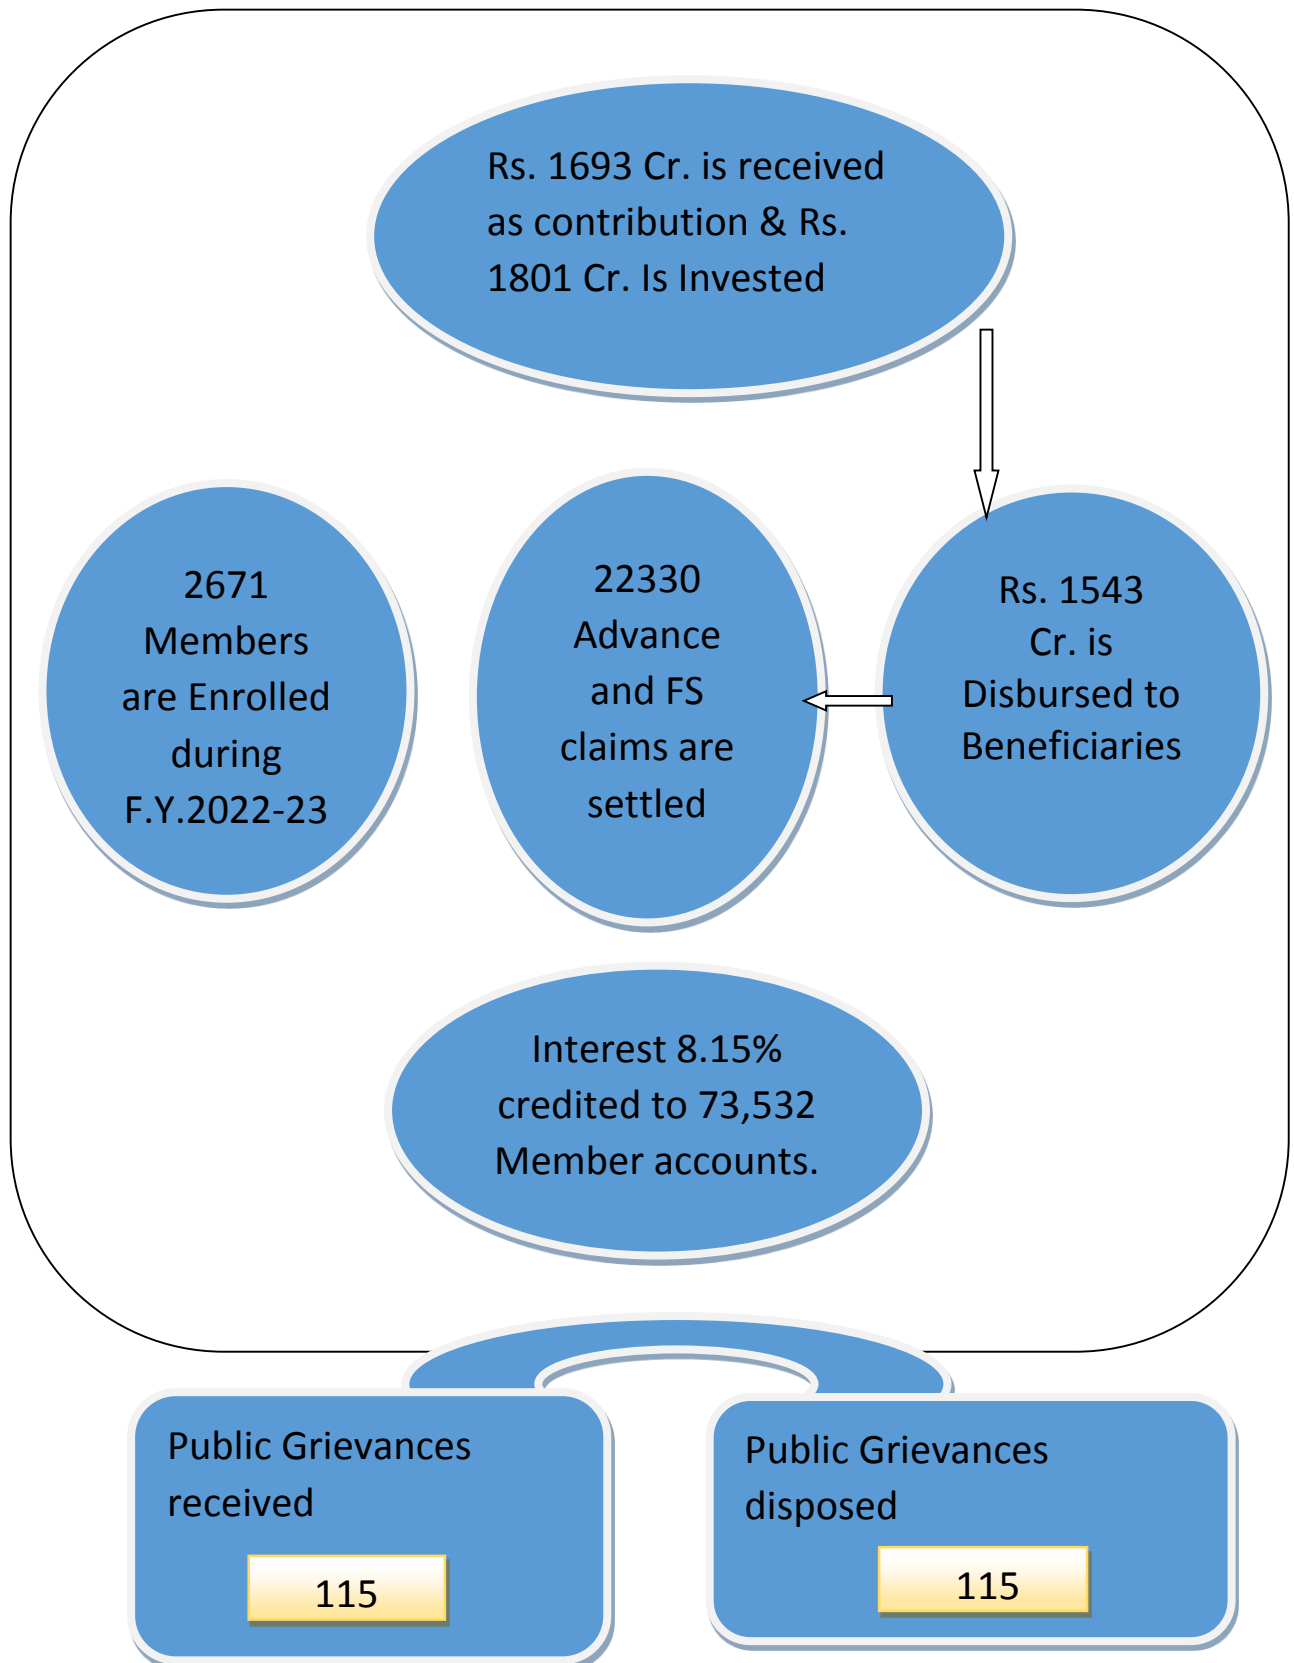 Rs. 1693 Cr. is received
as contribution & Rs.
1801 Cr. Is Invested
2671
Members
are Enrolled
during
F.Y.2022-23
22330
Advance
and FS
claims are
settled
Rs. 1543
Cr. is
Disbursed to
Beneficiaries
Interest 8.15%
credited to 73,532
Member accounts.
Public Grievances
received
115
Public Grievances
disposed
115